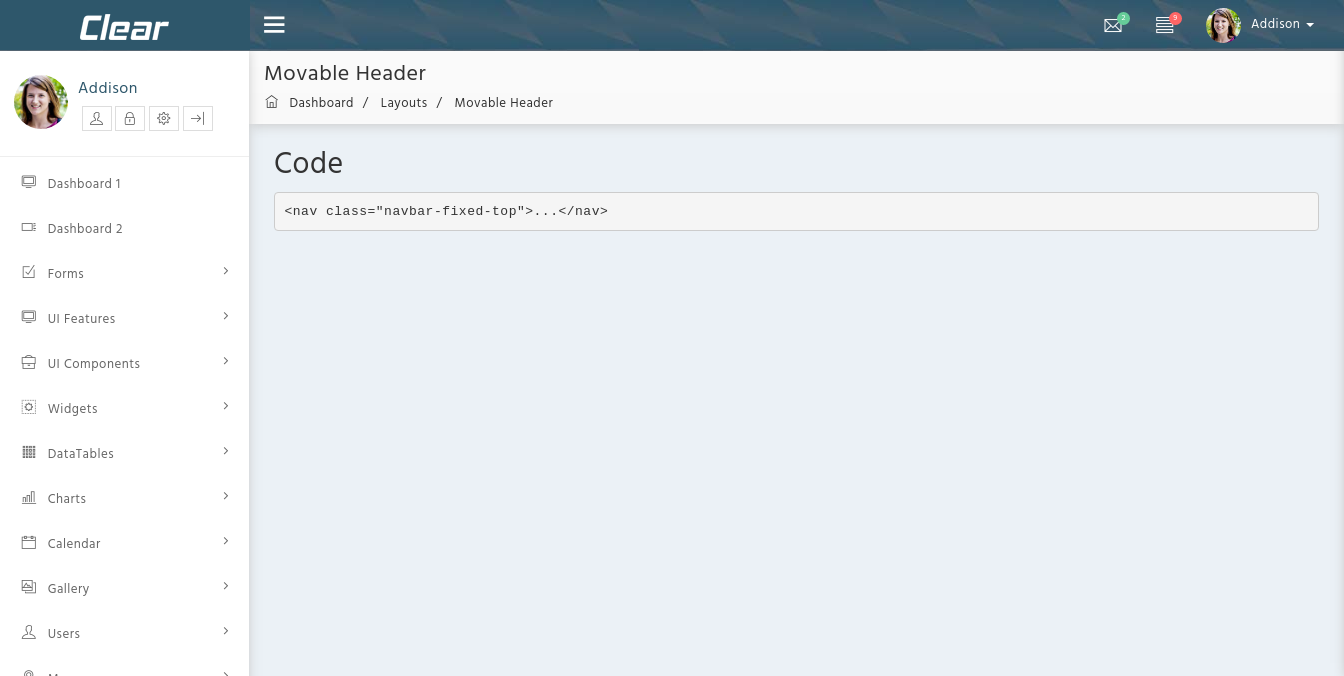 Clear
2
9
Addison
Addison
Movable Header
Dashboard / Layouts / Movable Header
Dashboard 1
Dashboard 2
Forms
UI Features
UI Components
Widgets
DataTables
Charts
Calendar
Gallery
Users
Code
<nav class="navbar-fixed-top">...</nav>